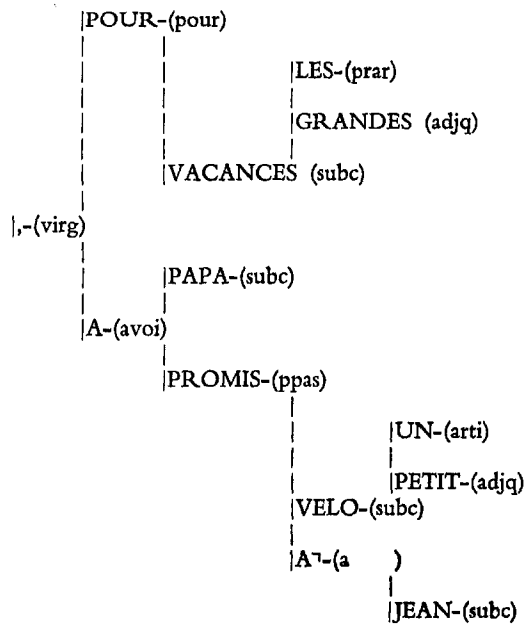 POUR-(pour)
LES-(prar)
GRANDES (adjq)
VACANCES (subc)
,-(virg)
PAPA-(subc)
A-(avoi)
PROMIS-(ppas)
UN-(arti)
PETIT-(adjq)
VELO-(subc)
A¬-(a )
JEAN-(subc)